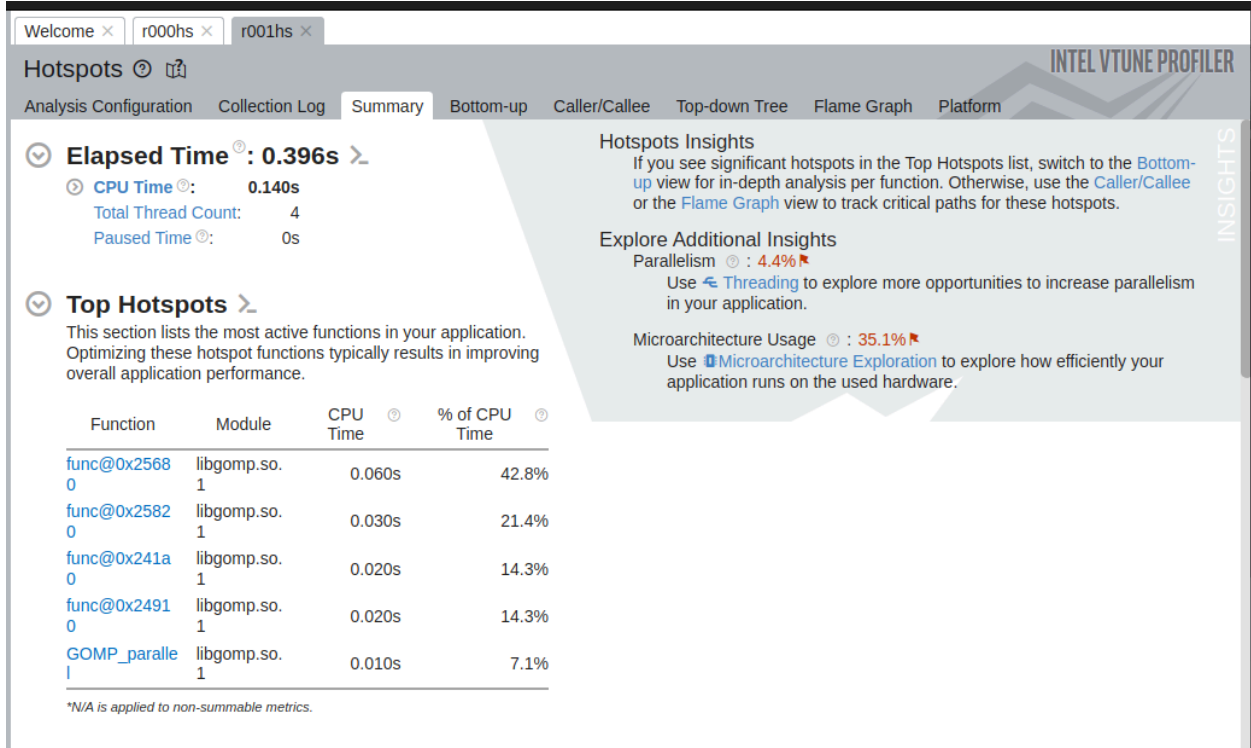 Welcome
r000hs
r001hs
Hotspots
INTEL VTUNE PROFILER
Analysis Configuration Collection Log Summary Bottom-up Caller/Callee Top-down Tree Flame Graph Platform
Elapsed Time : 0.396s
CPU Time : 0.140s
Total Thread Count: 4
Paused Time : 0s
Top Hotspots
This section lists the most active functions in your application.
Optimizing these hotspot functions typically results in improving
overall application performance.
Function Module CPU Time % of CPU Time
func@0x2568 libgomp.so. 0.060s 42.8%
0 1
func@0x2582 libgomp.so. 0.030s 21.4%
0 1
func@0x241a libgomp.so. 0.020s 14.3%
0 1
func@0x2491 libgomp.so. 0.020s 14.3%
0 1
GOMP_paralle libgomp.so. 0.010s 7.1%
l 1
*N/A is applied to non-summable metrics.
Hotspots Insights
If you see significant hotspots in the Top Hotspots list, switch to the Bottom-
up view for in-depth analysis per function. Otherwise, use the Caller/Callee
or the Flame Graph view to track critical paths for these hotspots.
Explore Additional Insights
Parallelism : 4.4%
Use Threading to explore more opportunities to increase parallelism
in your application.
Microarchitecture Usage : 35.1%
Use Microarchitecture Exploration to explore how efficiently your
application runs on the used hardware.
INSIGHTS